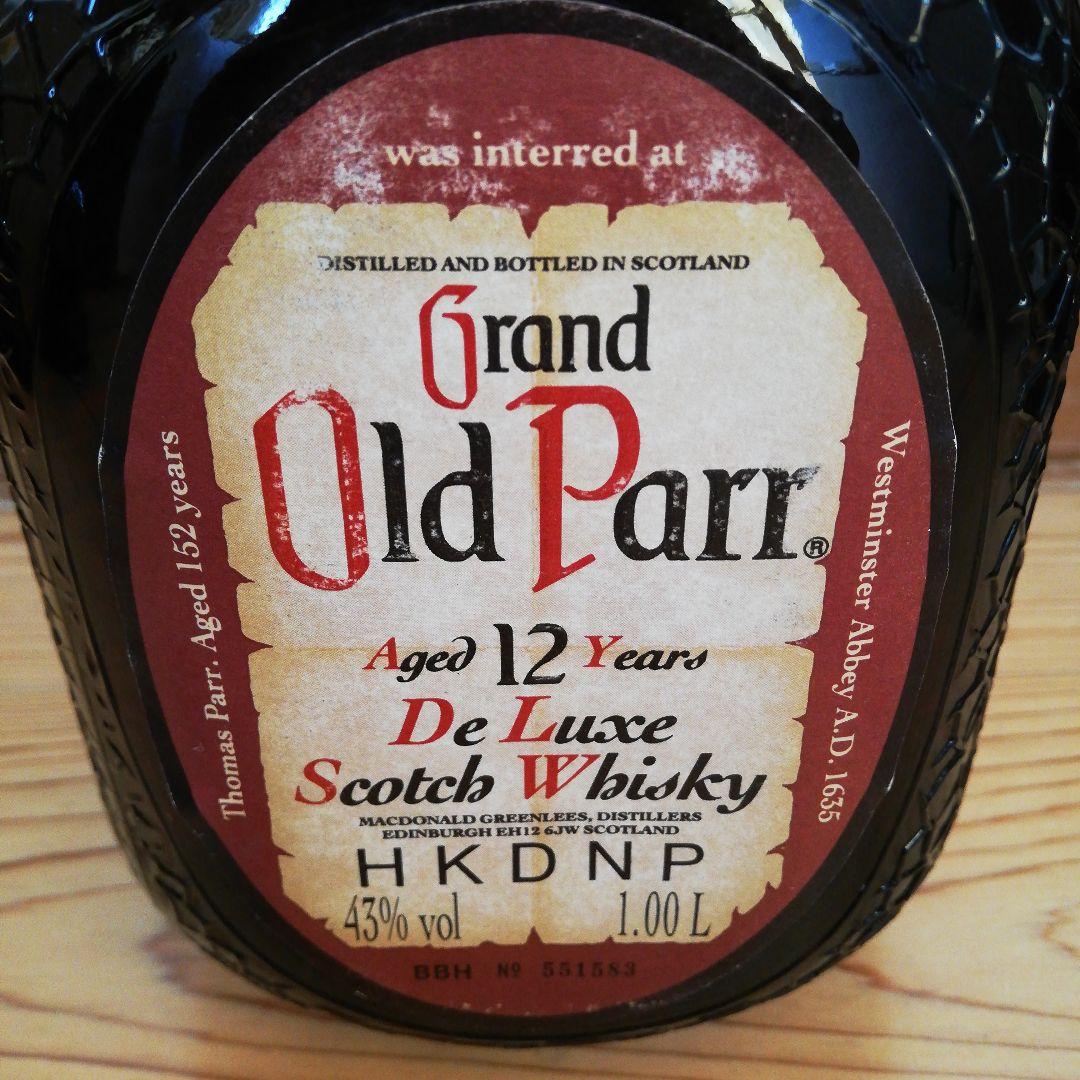 was interred at
DISTILLED AND BOTTLED IN SCOTLAND
Grand
Old Parr®
Aged 12 Years
De Luxe
Scotch Whisky
MACDONALD GREENLEES, DISTILLERS
EDINBURGH EH12 6JW SCOTLAND
HKDNP
43% vol 1.00 L
BBH Nº 551583
Thomas Parr. Aged 152 years
Westminster Abbey A.D. 1635